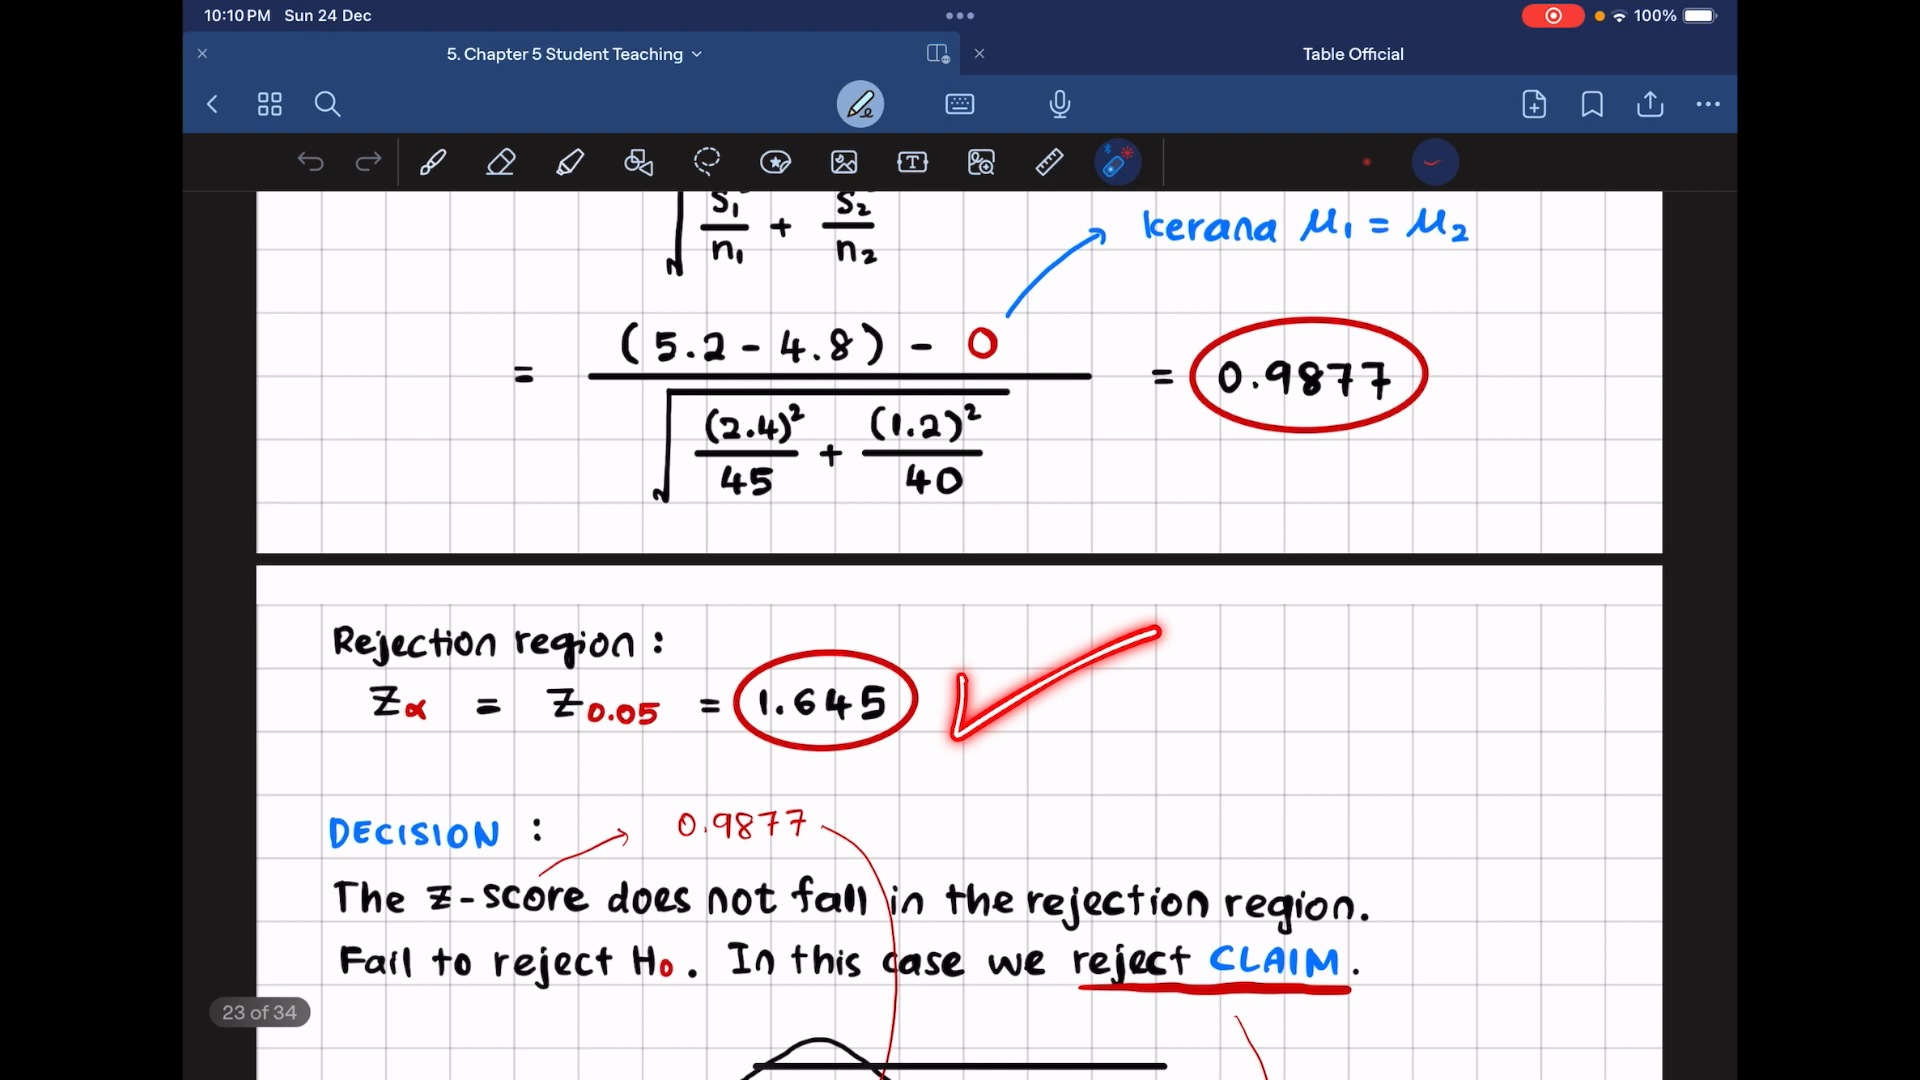 10:10 PM Sun 24 Dec
100%
5. Chapter 5 Student Teaching
Table Official
S₁ / n₁ + S₂ / n₂
kerana μ₁ = μ₂
= (5.2 - 4.8) - 0 / √((2.4)² / 45 + (1.2)² / 40) = 0.9877
Rejection region :
Zα = Z0.05 = 1.645
DECISION : 0.9877
The z-score does not fall in the rejection region.
Fail to reject H₀. In this case we reject CLAIM.
23 of 34